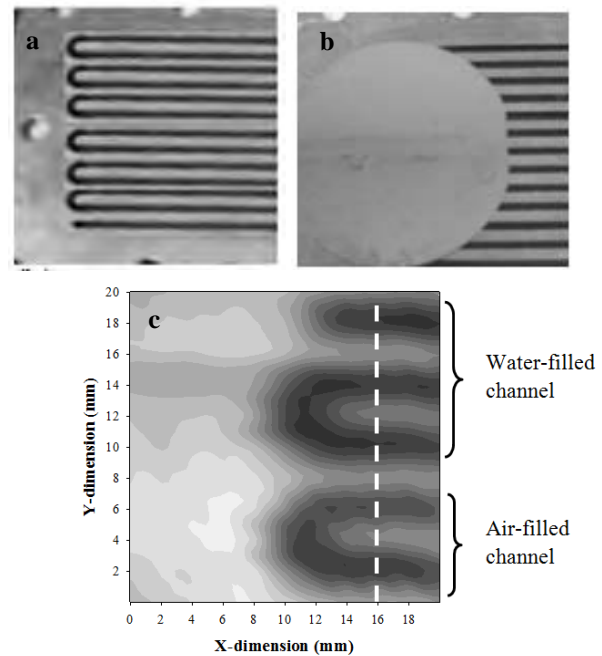 a
b
c
20
18
16
14
12
10
8
6
4
2
Y-dimension (mm)
0 2 4 6 8 10 12 14 16 18
X-dimension (mm)
Water-filled
channel
Air-filled
channel